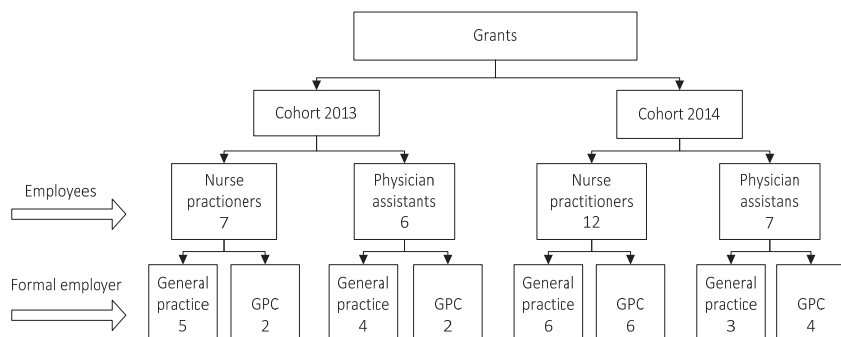 Grants
Cohort 2013
Cohort 2014
Employees
Nurse
practioners
7
Physician
assistants
6
Nurse
practitioners
12
Physician
assistans
7
Formal employer
General
practice
5
GPC
2
General
practice
4
GPC
2
General
practice
6
GPC
6
General
practice
3
GPC
4